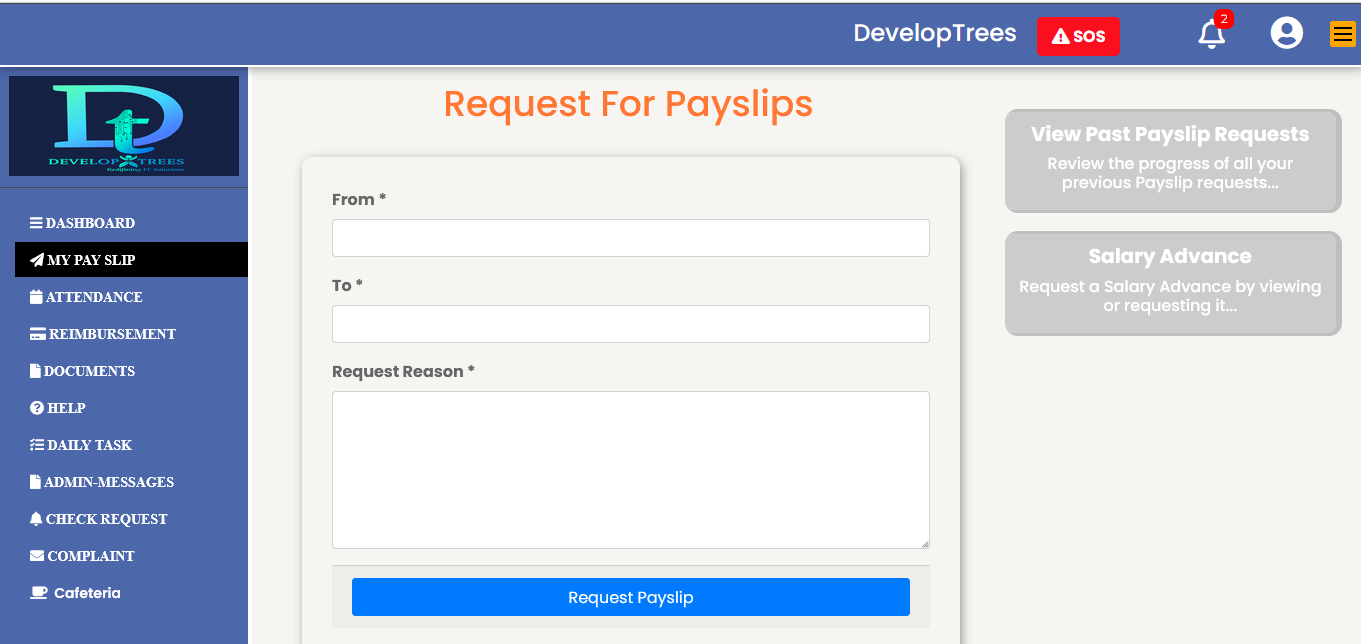 DevelopTrees
SOS
2
DEVELOP TREES
Redefining IT Solutions
DASHBOARD
MY PAY SLIP
ATTENDANCE
REIMBURSEMENT
DOCUMENTS
HELP
DAILY TASK
ADMIN-MESSAGES
CHECK REQUEST
COMPLAINT
Cafeteria
Request For Payslips
From *
To *
Request Reason *
Request Payslip
View Past Payslip Requests
Review the progress of all your
previous Payslip requests...
Salary Advance
Request a Salary Advance by viewing
or requesting it...